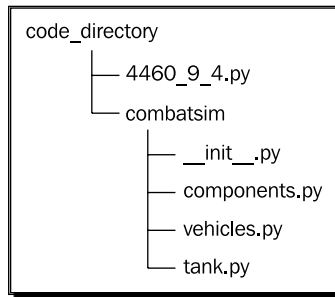 code_directory
4460_9_4.py
combatsim
__init__.py
components.py
vehicles.py
tank.py